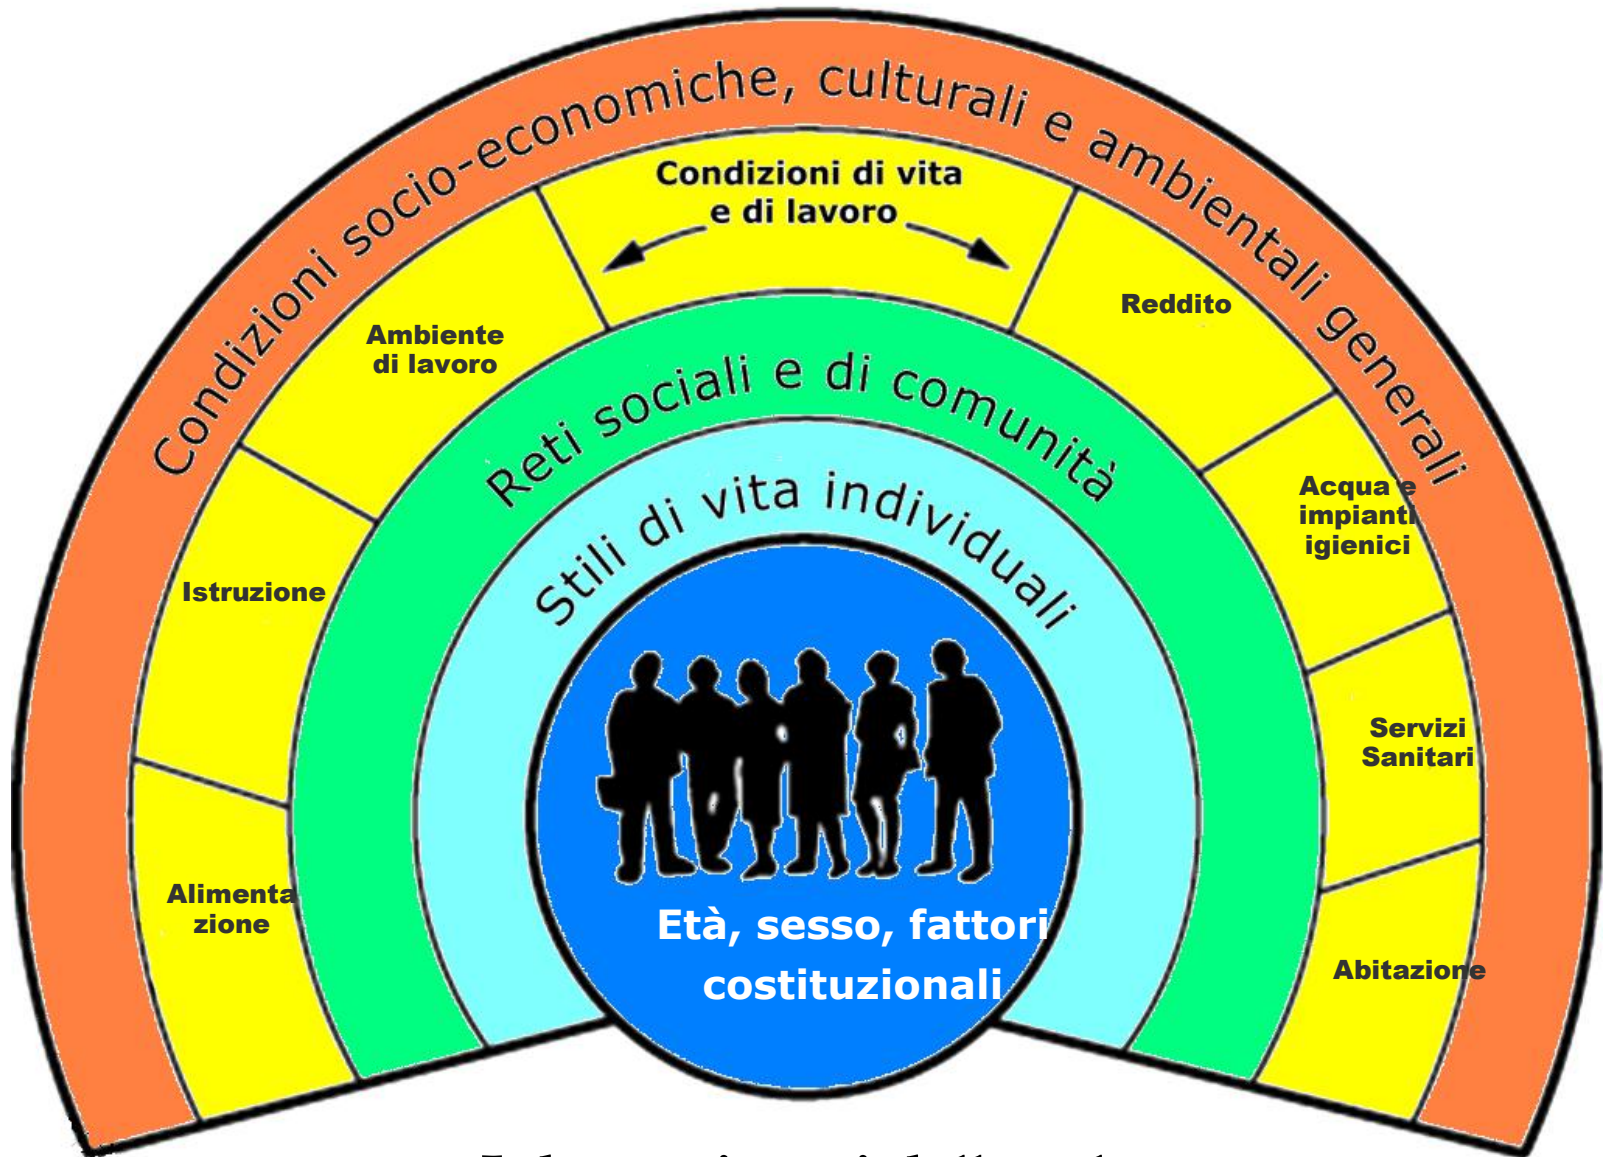 Condizioni socio-economiche, culturali e ambientali generali
Condizioni di vita
e di lavoro
Alimenta
zione
Istruzione
Ambiente
di lavoro
Reddito
Acqua e
impianti
igienici
Servizi
Sanitari
Abitazione
Reti sociali e di comunità
Stili di vita individuali
Età, sesso, fattori
costituzionali